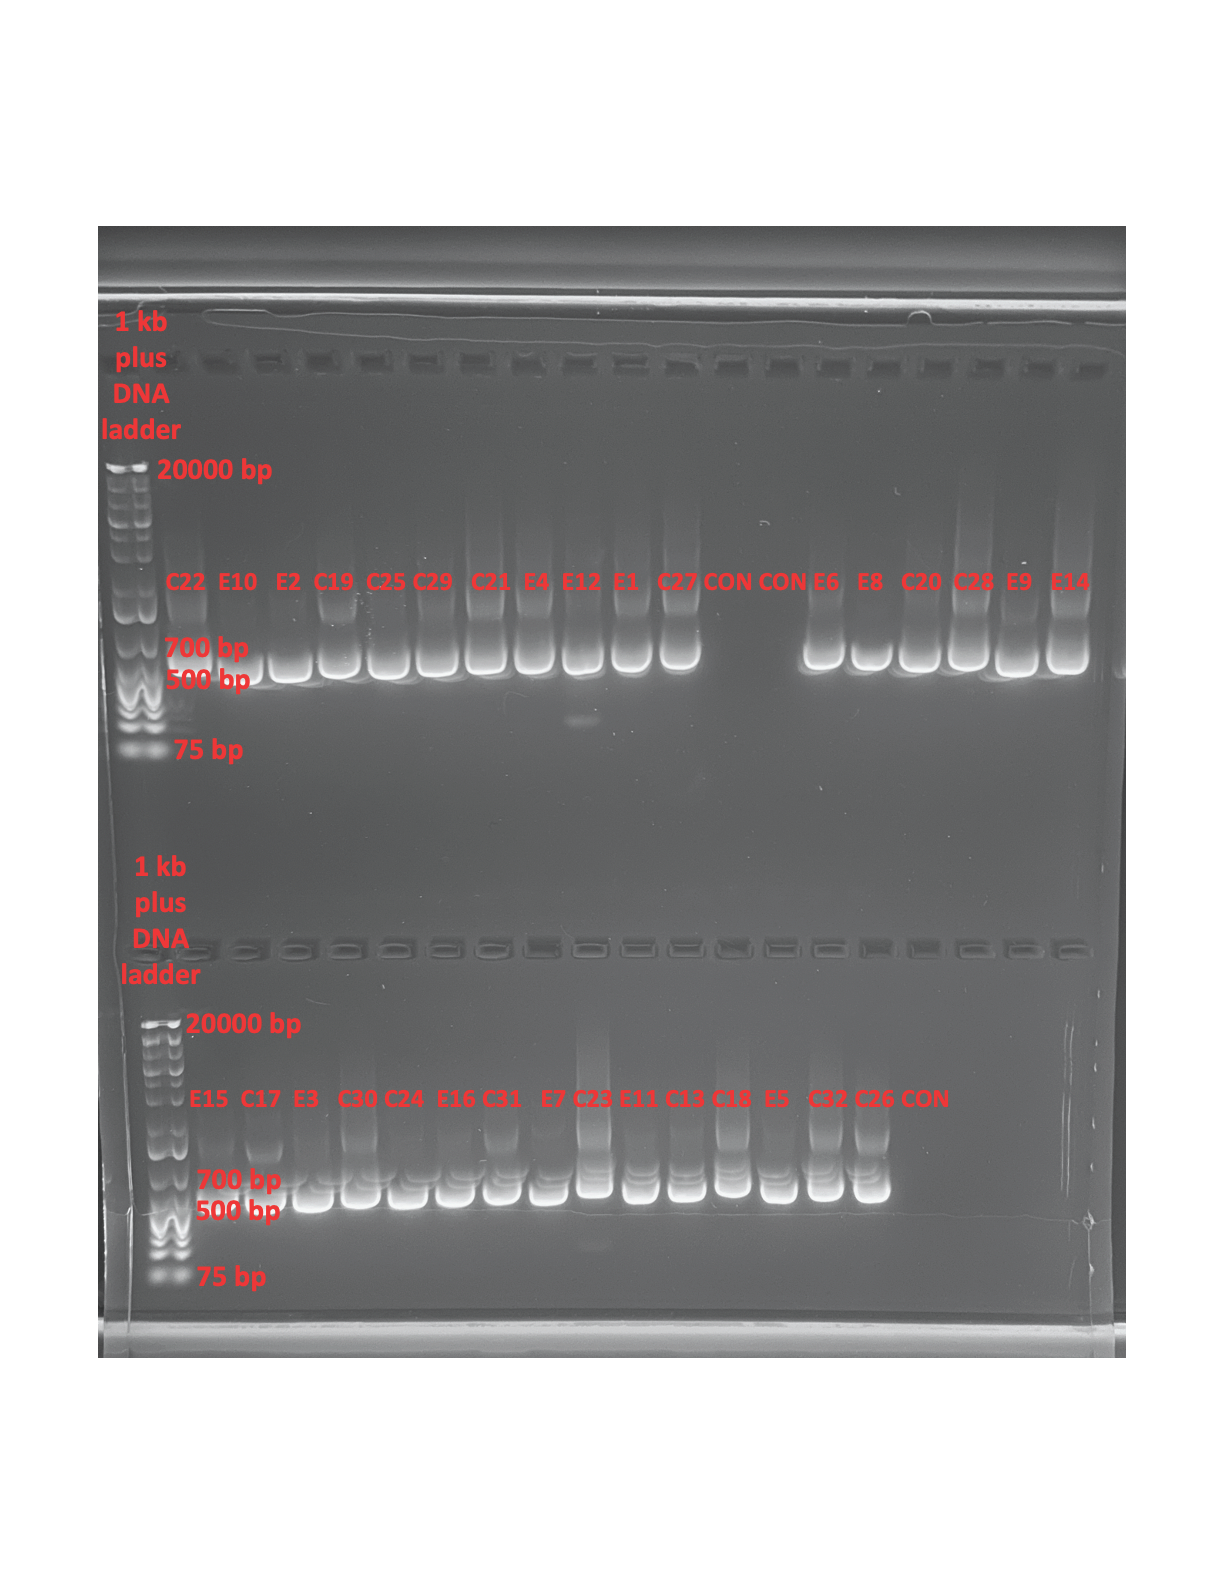 1 kb
plus
DNA
ladder
20000 bp
C22 E10 E2 C19 C25 C29 C21 E4 E12 E1 C27 CON CON E6 E8 C20 C28 E9 E14
700 bp
500 bp
75 bp
1 kb
plus
DNA
ladder
20000 bp
E15 C17 E3 C30 C24 E16 C31 E7 C23 E11 C13 C18 E5 C32 C26 CON
700 bp
500 bp
75 bp